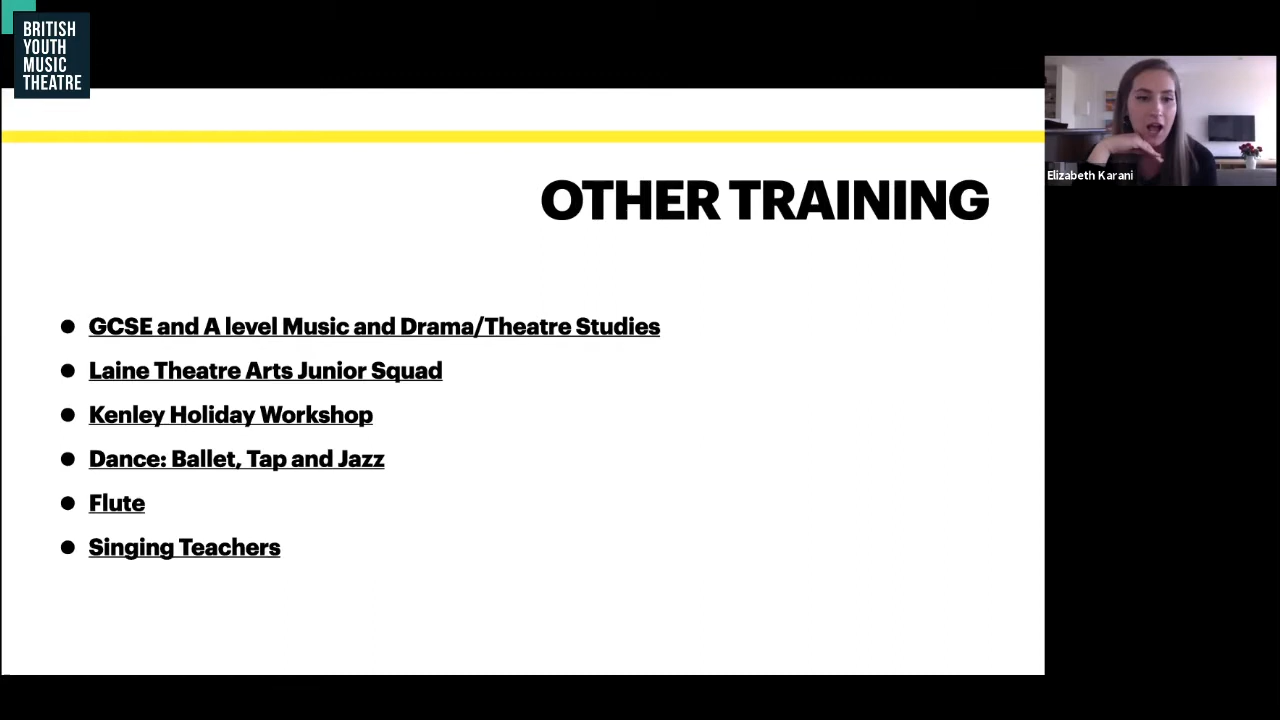 BRITISH
YOUTH
MUSIC
THEATRE
Elizabeth Karani
OTHER TRAINING
GCSE and A level Music and Drama/Theatre Studies
Laine Theatre Arts Junior Squad
Kenley Holiday Workshop
Dance: Ballet, Tap and Jazz
Flute
Singing Teachers